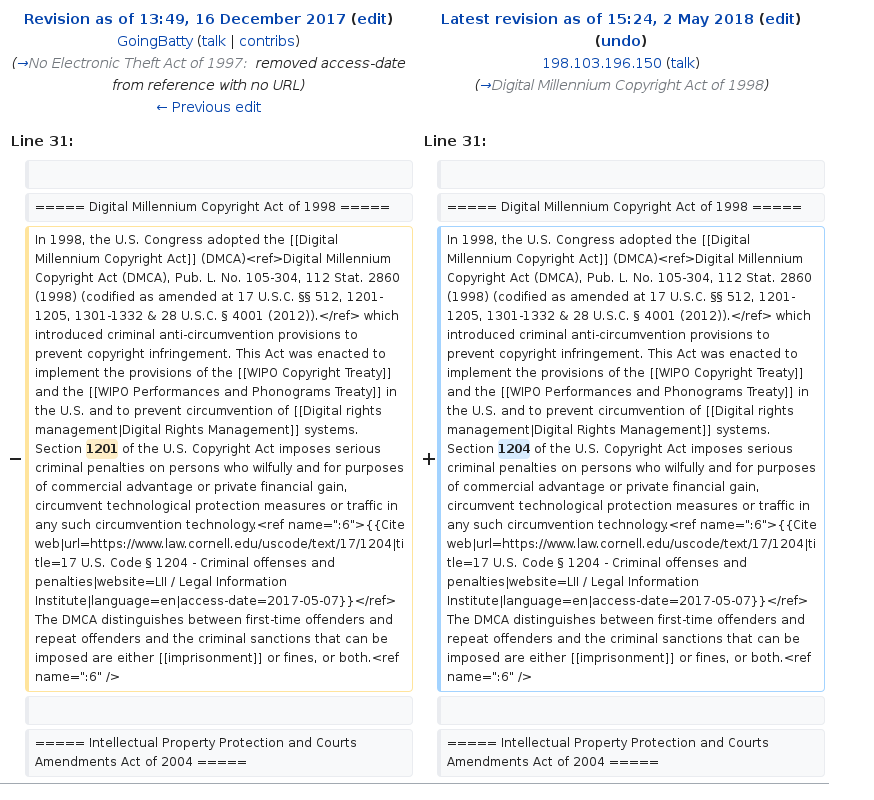 Revision as of 13:49, 16 December 2017 (edit)
GoingBatty (talk | contribs)
(→No Electronic Theft Act of 1997: removed access-date
from reference with no URL)
← Previous edit
Latest revision as of 15:24, 2 May 2018 (edit)
(undo)
198.103.196.150 (talk)
(→Digital Millennium Copyright Act of 1998)
Line 31:
Line 31:
===== Digital Millennium Copyright Act of 1998 =====
===== Digital Millennium Copyright Act of 1998 =====
−
In 1998, the U.S. Congress adopted the [[Digital
Millennium Copyright Act]] (DMCA)<ref>Digital Millennium
Copyright Act (DMCA), Pub. L. No. 105-304, 112 Stat. 2860
(1998) (codified as amended at 17 U.S.C. §§ 512, 1201-
1205, 1301-1332 & 28 U.S.C. § 4001 (2012)).</ref> which
introduced criminal anti-circumvention provisions to
prevent copyright infringement. This Act was enacted to
implement the provisions of the [[WIPO Copyright Treaty]]
and the [[WIPO Performances and Phonograms Treaty]] in
the U.S. and to prevent circumvention of [[Digital rights
management|Digital Rights Management]] systems.
Section 1201 of the U.S. Copyright Act imposes serious
criminal penalties on persons who wilfully and for purposes
of commercial advantage or private financial gain,
circumvent technological protection measures or traffic in
any such circumvention technology.<ref name=":6">{{Cite
web|url=https://www.law.cornell.edu/uscode/text/17/1204|ti
tle=17 U.S. Code § 1204 - Criminal offenses and
penalties|website=LII / Legal Information
Institute|language=en|access-date=2017-05-07}}</ref>
The DMCA distinguishes between first-time offenders and
repeat offenders and the criminal sanctions that can be
imposed are either [[imprisonment]] or fines, or both.<ref
name=":6" />
+
In 1998, the U.S. Congress adopted the [[Digital
Millennium Copyright Act]] (DMCA)<ref>Digital Millennium
Copyright Act (DMCA), Pub. L. No. 105-304, 112 Stat. 2860
(1998) (codified as amended at 17 U.S.C. §§ 512, 1201-
1205, 1301-1332 & 28 U.S.C. § 4001 (2012)).</ref> which
introduced criminal anti-circumvention provisions to
prevent copyright infringement. This Act was enacted to
implement the provisions of the [[WIPO Copyright Treaty]]
and the [[WIPO Performances and Phonograms Treaty]] in
the U.S. and to prevent circumvention of [[Digital rights
management|Digital Rights Management]] systems.
Section 1204 of the U.S. Copyright Act imposes serious
criminal penalties on persons who wilfully and for purposes
of commercial advantage or private financial gain,
circumvent technological protection measures or traffic in
any such circumvention technology.<ref name=":6">{{Cite
web|url=https://www.law.cornell.edu/uscode/text/17/1204|ti
tle=17 U.S. Code § 1204 - Criminal offenses and
penalties|website=LII / Legal Information
Institute|language=en|access-date=2017-05-07}}</ref>
The DMCA distinguishes between first-time offenders and
repeat offenders and the criminal sanctions that can be
imposed are either [[imprisonment]] or fines, or both.<ref
name=":6" />
===== Intellectual Property Protection and Courts
Amendments Act of 2004 =====
===== Intellectual Property Protection and Courts
Amendments Act of 2004 =====